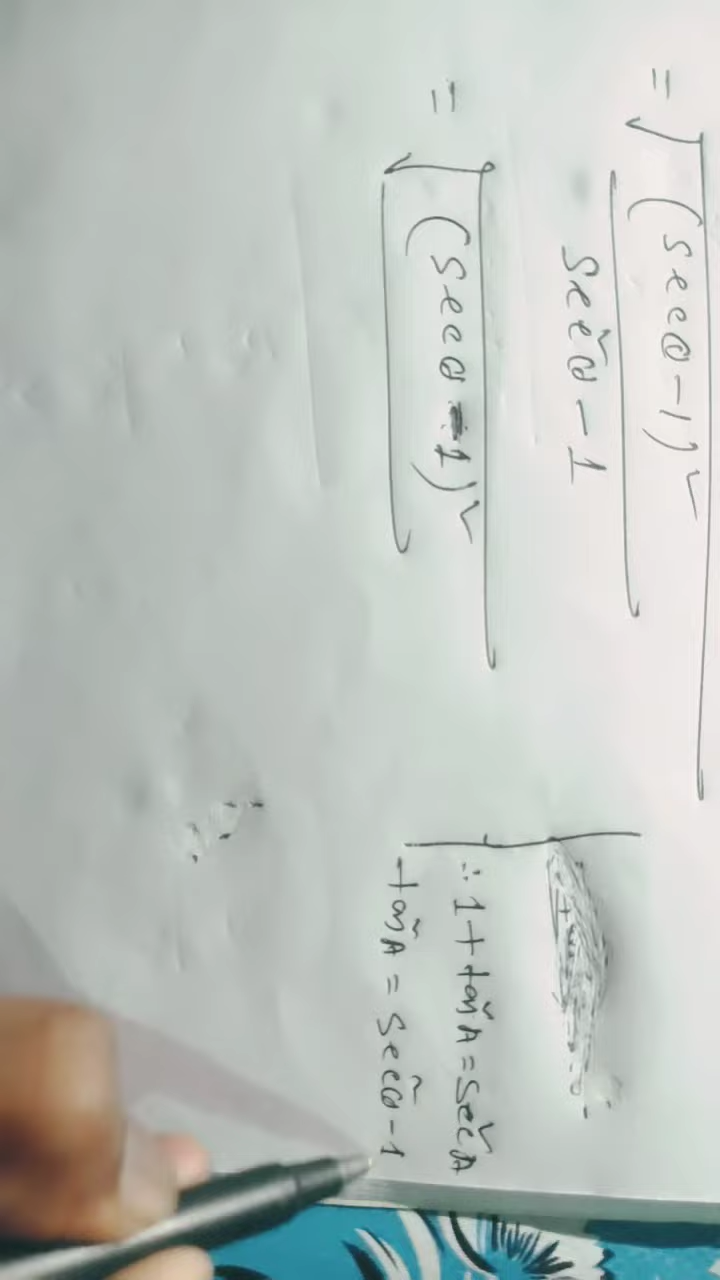 = √(secθ-1)²
sec²θ-1
= √(secθ-1)²
∴ 1+tan²A = sec²A
tan²A = sec²θ-1